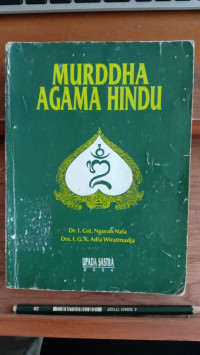 MURDDHA
AGAMA HINDU
Dr. I. Gst. Ngurah Nala
Drs. I. G. K. Adia Wiratmadja
UPADA SASTRA